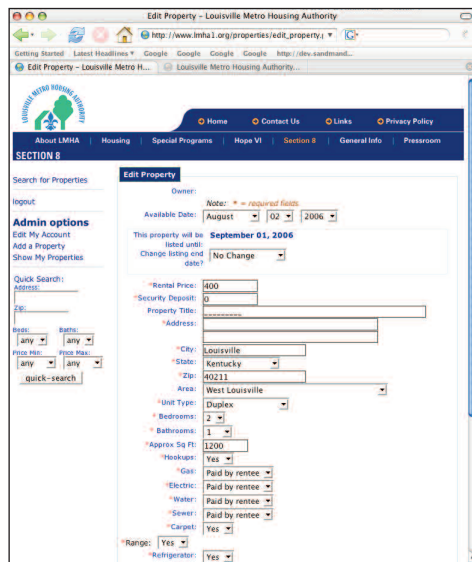 Edit Property - Louisville Metro Housing Authority
http://www.lmha1.org/properties/edit_property.p
Getting Started Latest Headlines Google Google Google Google http://dev.sandmand...
Edit Property - Louisville Metro H... Louisville Metro Housing Authority...
LOUISVILLE METRO HOUSING AUTHORITY
Home Contact Us Links Privacy Policy
About LMHA | Housing | Special Programs | Hope VI | Section 8 | General Info | Pressroom
SECTION 8
Search for Properties
logout
Admin options
Edit My Account
Add a Property
Show My Properties
Quick Search:
Address:
Zip:
Beds: Baths:
any any
Price Min: Price Max:
any any
quick-search
Edit Property
Owner:
Note: * = required fields
Available Date: August 02 2006
This property will be listed until: September 01, 2006
Change listing end date? No Change
*Rental Price: 400
*Security Deposit: 0
Property Title: _________
*Address:
*City: Louisville
*State: Kentucky
*Zip: 40211
Area: West Louisville
*Unit Type: Duplex
*Bedrooms: 2
*Bathrooms: 1
*Approx Sq Ft: 1200
*Hookups: Yes
*Gas: Paid by rentee
*Electric: Paid by rentee
*Water: Paid by rentee
*Sewer: Paid by rentee
*Carpet: Yes
*Range: Yes
*Refrigerator: Yes